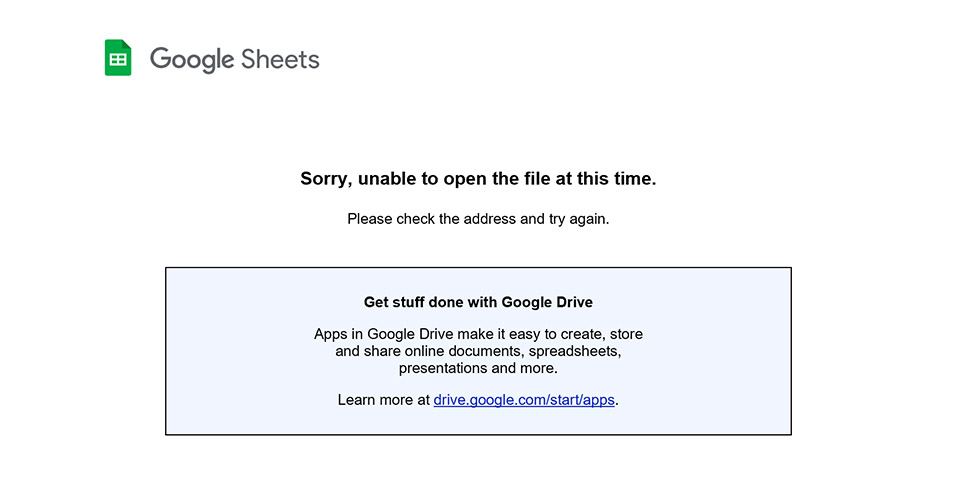 Google Sheets
Sorry, unable to open the file at this time.
Please check the address and try again.
Get stuff done with Google Drive
Apps in Google Drive make it easy to create, store
and share online documents, spreadsheets,
presentations and more.
Learn more at drive.google.com/start/apps.